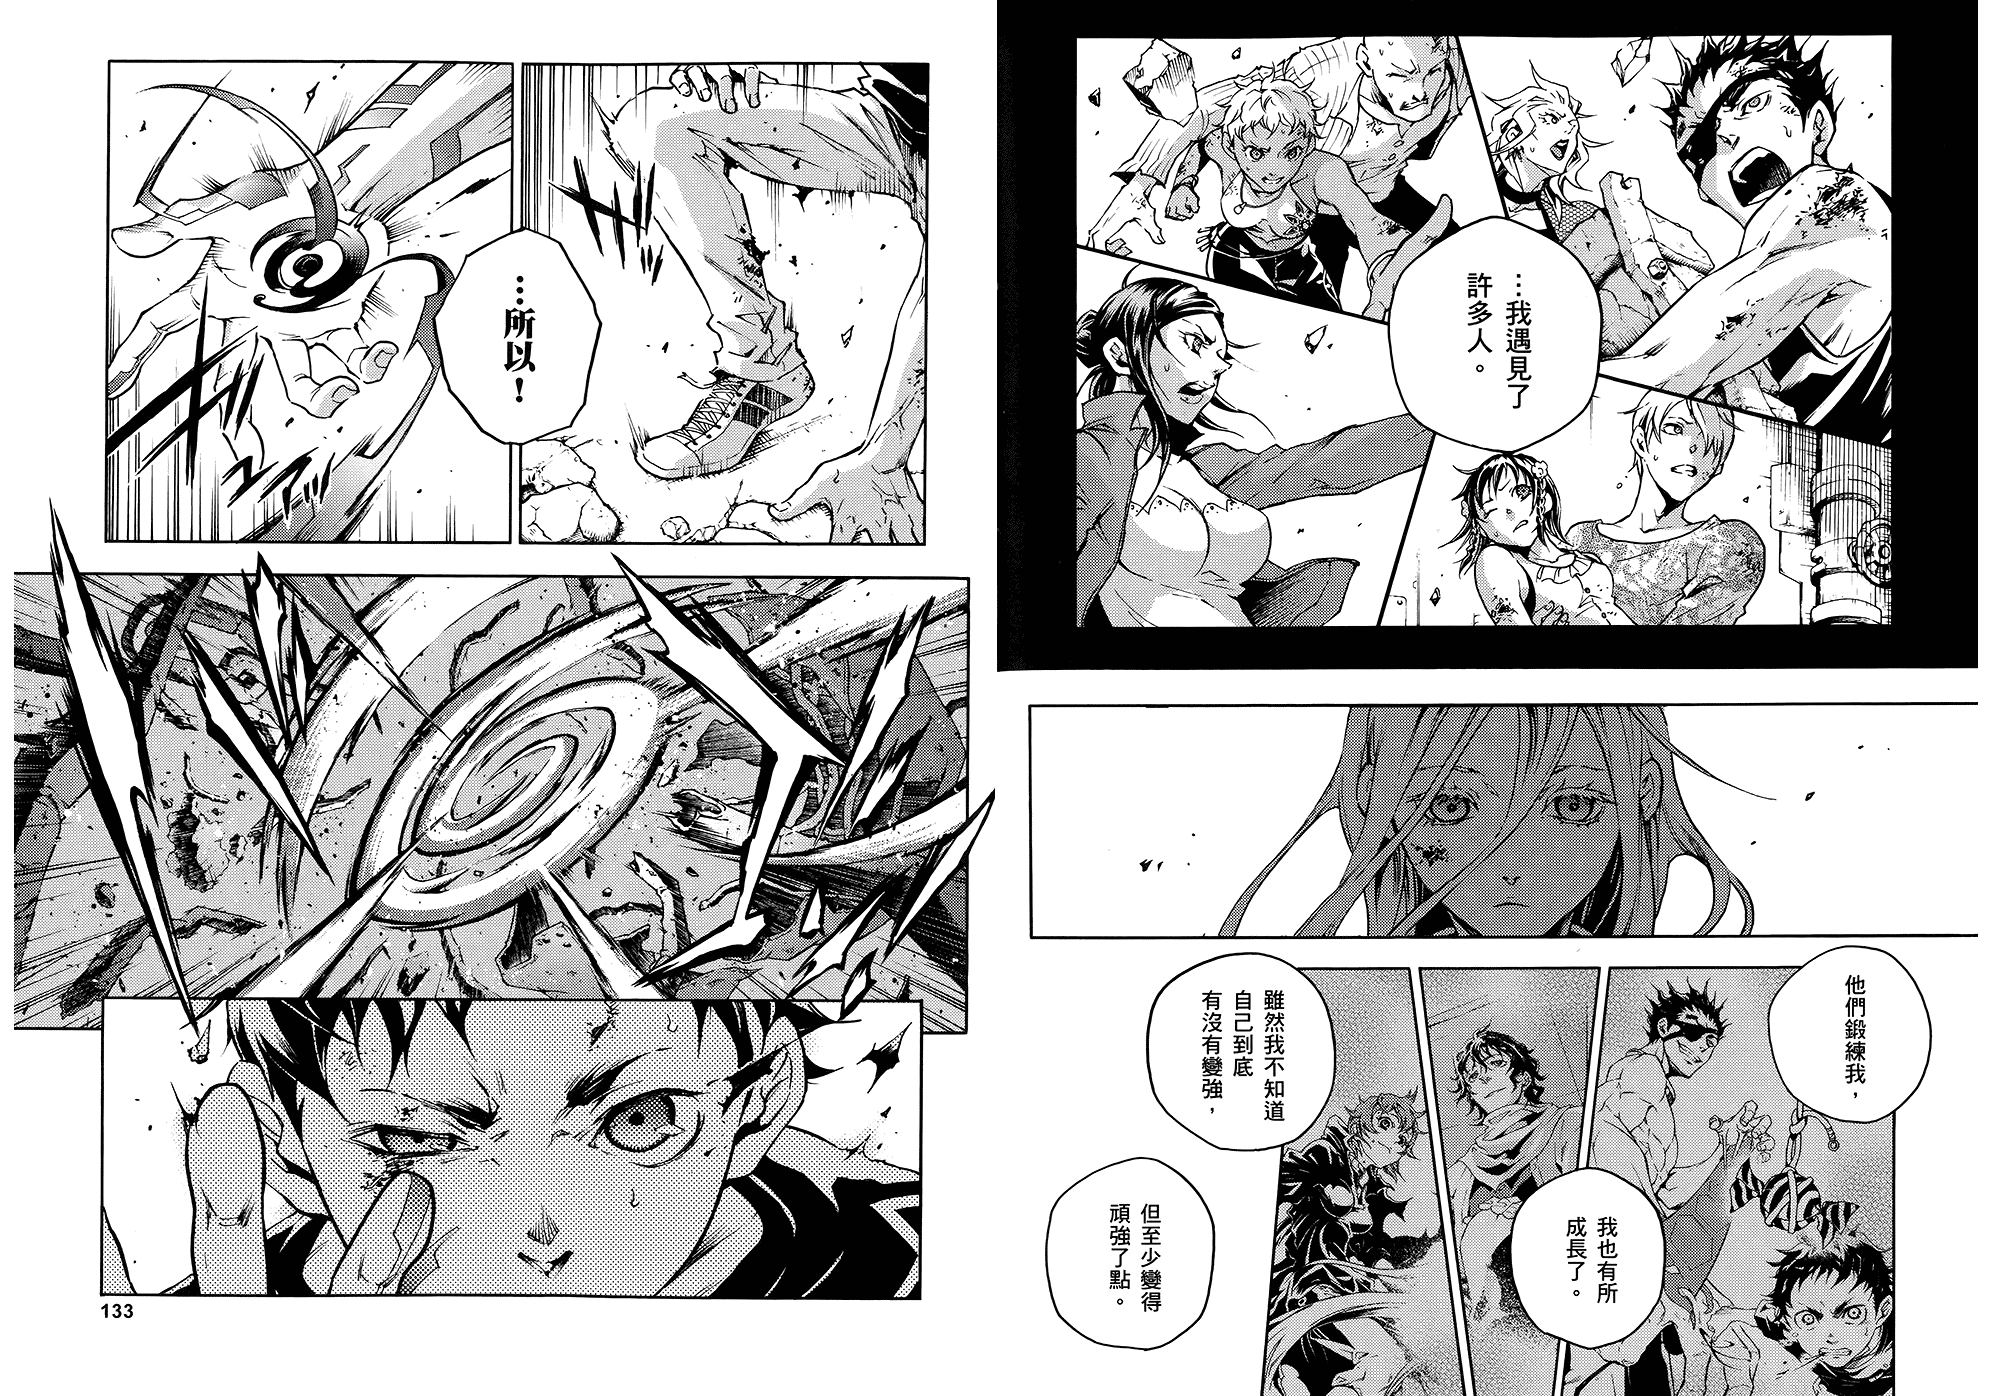 …我遇見了
許多人。
他們鍛練我，
我也有所
成長了。
雖然我不知道
自己到底
有沒有變強，
但至少變得
頑強了點。
…所以！
133